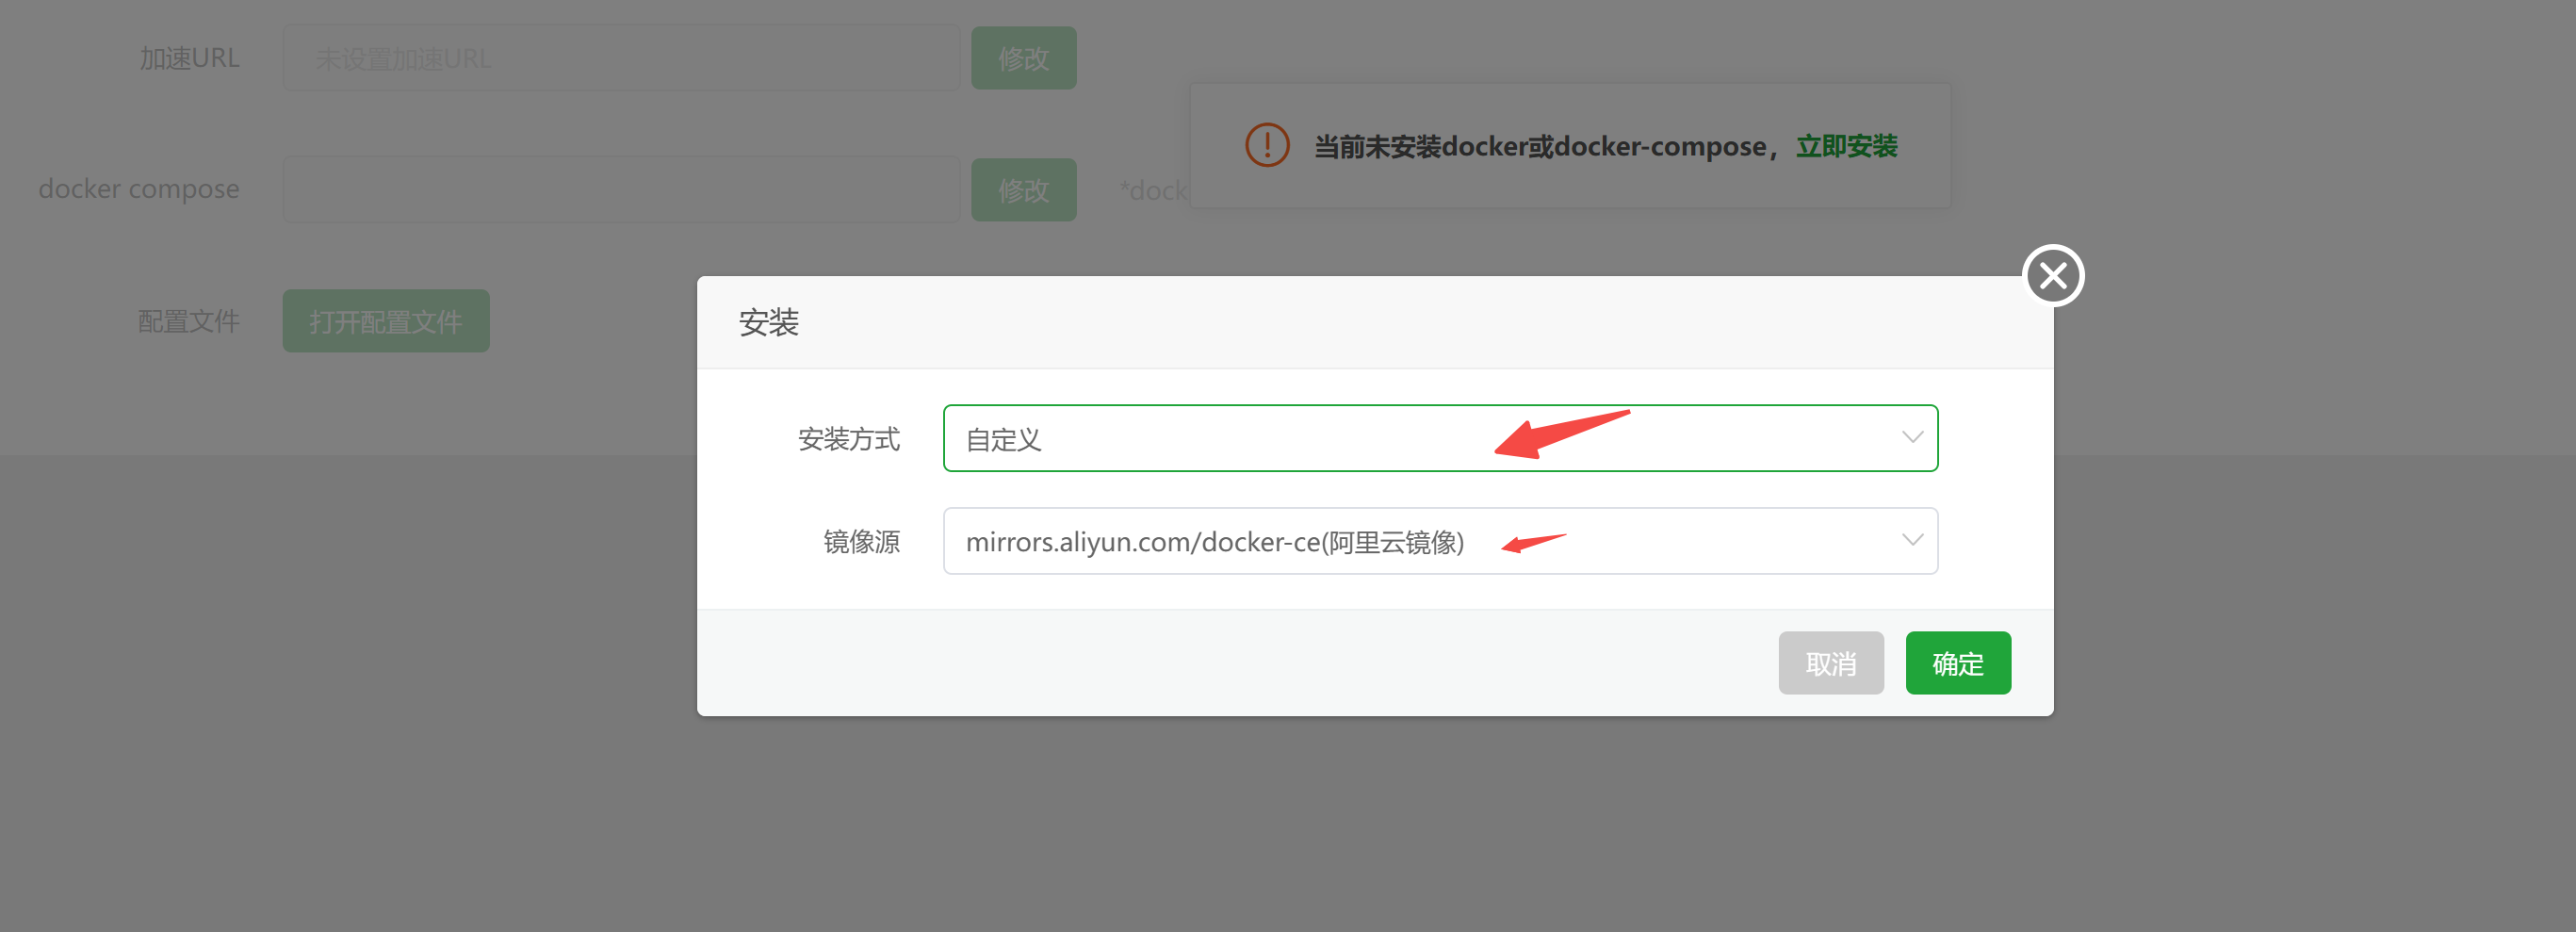 加速URL
未设置加速URL
修改
当前未安装docker或docker-compose，立即安装
docker compose
修改
*dock
配置文件
打开配置文件
安装
安装方式
自定义
镜像源
mirrors.aliyun.com/docker-ce(阿里云镜像)
取消
确定